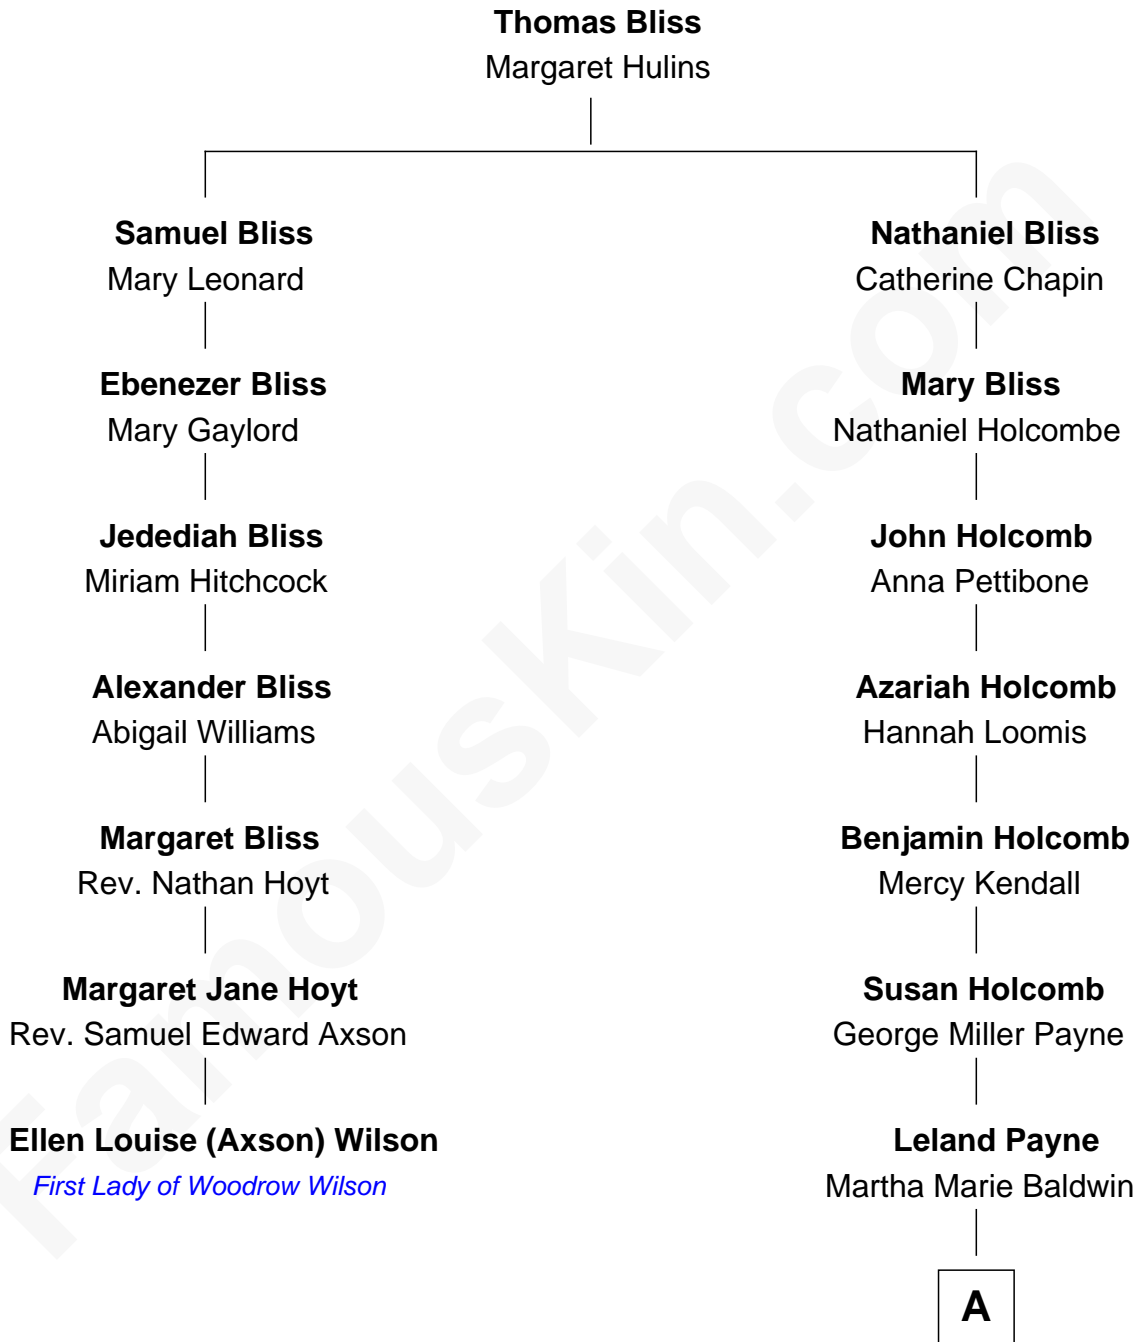 Thomas Bliss
Margaret Hulins
Samuel Bliss
Mary Leonard
Ebenezer Bliss
Mary Gaylord
Jedediah Bliss
Miriam Hitchcock
Alexander Bliss
Abigail Williams
Margaret Bliss
Rev. Nathan Hoyt
Margaret Jane Hoyt
Rev. Samuel Edward Axson
Ellen Louise (Axson) Wilson
First Lady of Woodrow Wilson
Nathaniel Bliss
Catherine Chapin
Mary Bliss
Nathaniel Holcombe
John Holcomb
Anna Pettibone
Azariah Holcomb
Hannah Loomis
Benjamin Holcomb
Mercy Kendall
Susan Holcomb
George Miller Payne
Leland Payne
Martha Marie Baldwin
A
FamousKin.com